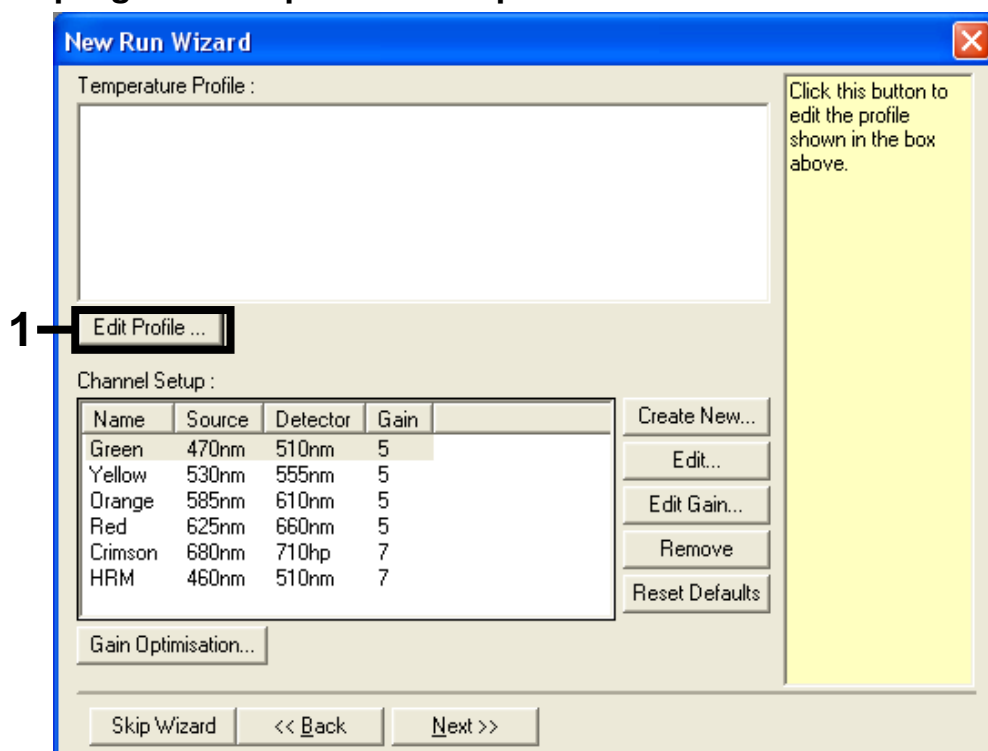 New Run Wizard
Temperature Profile :
Click this button to
edit the profile
shown in the box
above.
1
Edit Profile ...
Channel Setup :
Name Source Detector Gain
Green 470nm 510nm 5
Yellow 530nm 555nm 5
Orange 585nm 610nm 5
Red 625nm 660nm 5
Crimson 680nm 710hp 7
HRM 460nm 510nm 7
Create New...
Edit...
Edit Gain...
Remove
Reset Defaults
Gain Optimisation...
Skip Wizard << Back Next >>